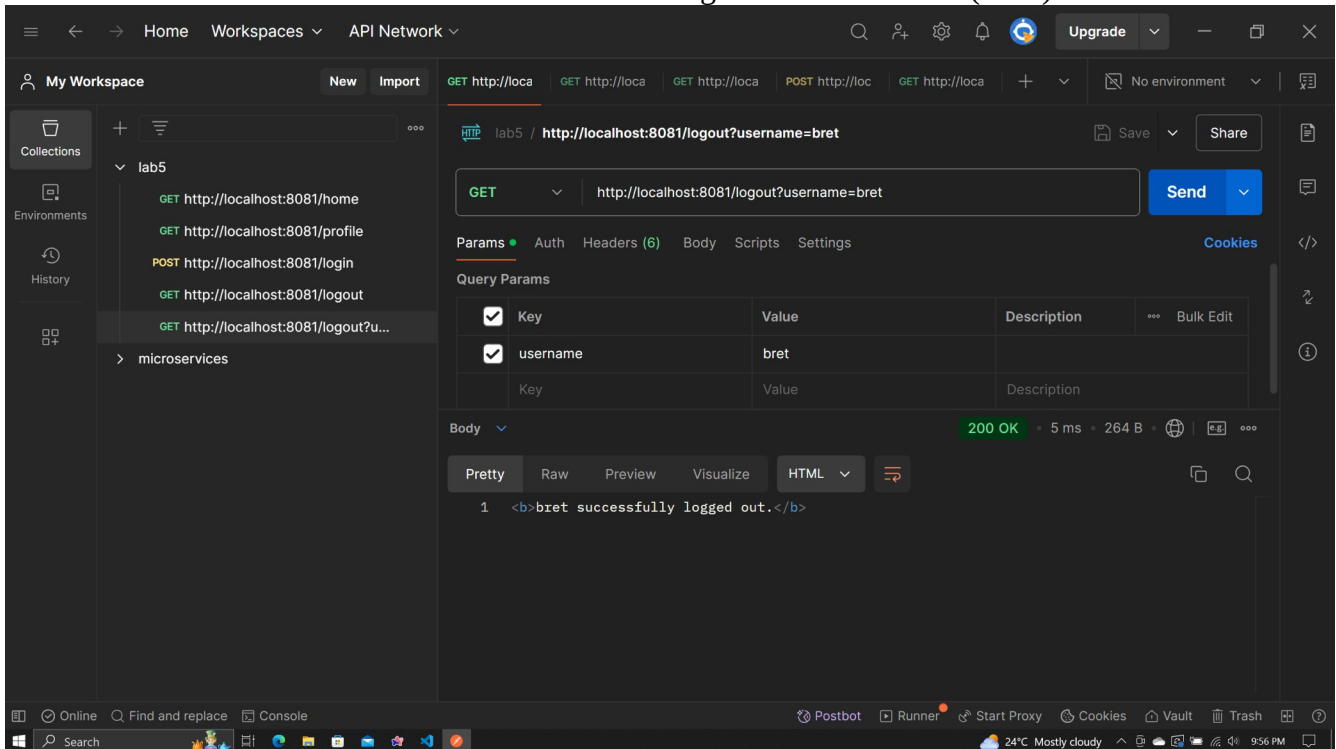 Home Workspaces API Network Upgrade
My Workspace New Import GET http://loca GET http://loca GET http://loca POST http://loc GET http://loca No environment
Collections
Environments
History
lab5
GET http://localhost:8081/home
GET http://localhost:8081/profile
POST http://localhost:8081/login
GET http://localhost:8081/logout
GET http://localhost:8081/logout?u...
microservices
HTTP lab5 / http://localhost:8081/logout?username=bret Save Share
GET http://localhost:8081/logout?username=bret Send
Params Auth Headers (6) Body Scripts Settings Cookies
Query Params
Key Value Description Bulk Edit
username bret
Key Value Description
Body 200 OK 5 ms 264 B e.g.
Pretty Raw Preview Visualize HTML
1 <b>bret successfully logged out.</b>
Online Find and replace Console Postbot Runner Start Proxy Cookies Vault Trash
Search 24°C Mostly cloudy 9:56 PM